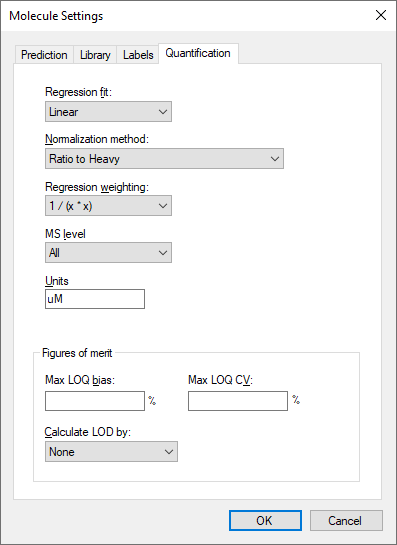 Molecule Settings
Prediction Library Labels Quantification
Regression fit:
Linear
Normalization method:
Ratio to Heavy
Regression weighting:
1 / (x * x)
MS level
All
Units
uM
Figures of merit
Max LOQ bias: Max LOQ CV:
% %
Calculate LOD by:
None
OK Cancel